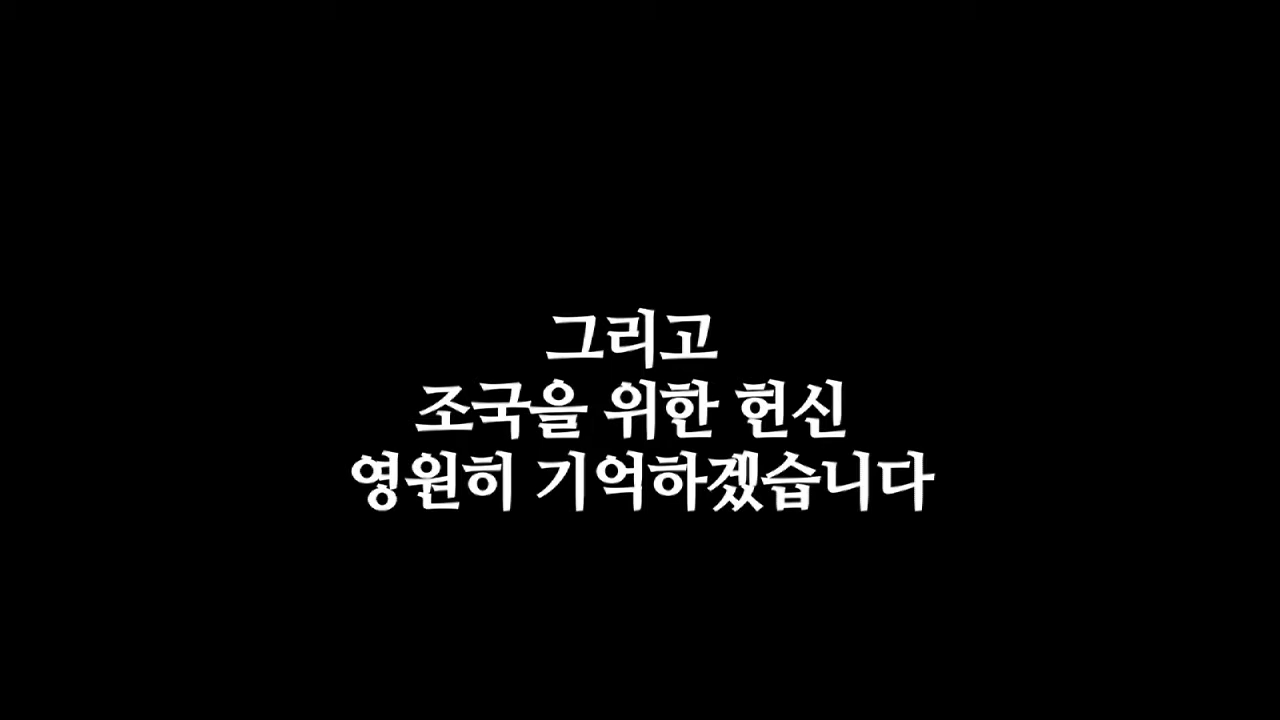 그리고
조국을 위한 헌신
영원히 기억하겠습니다